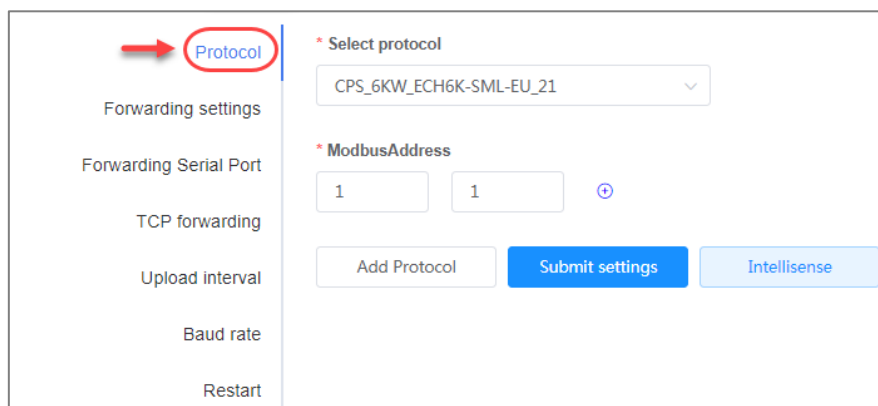 Protocol
Forwarding settings
Forwarding Serial Port
TCP forwarding
Upload interval
Baud rate
Restart
* Select protocol
CPS_6KW_ECH6K-SML-EU_21
* ModbusAddress
1 1
Add Protocol Submit settings Intellisense